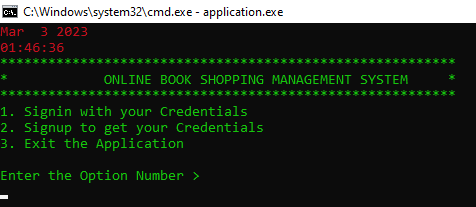 C:\Windows\system32\cmd.exe - application.exe
Mar  3 2023
01:46:36
*********************************************************
*            ONLINE BOOK SHOPPING MANAGEMENT SYSTEM     *
*********************************************************
1. Signin with your Credentials
2. Signup to get your Credentials
3. Exit the Application
Enter the Option Number >